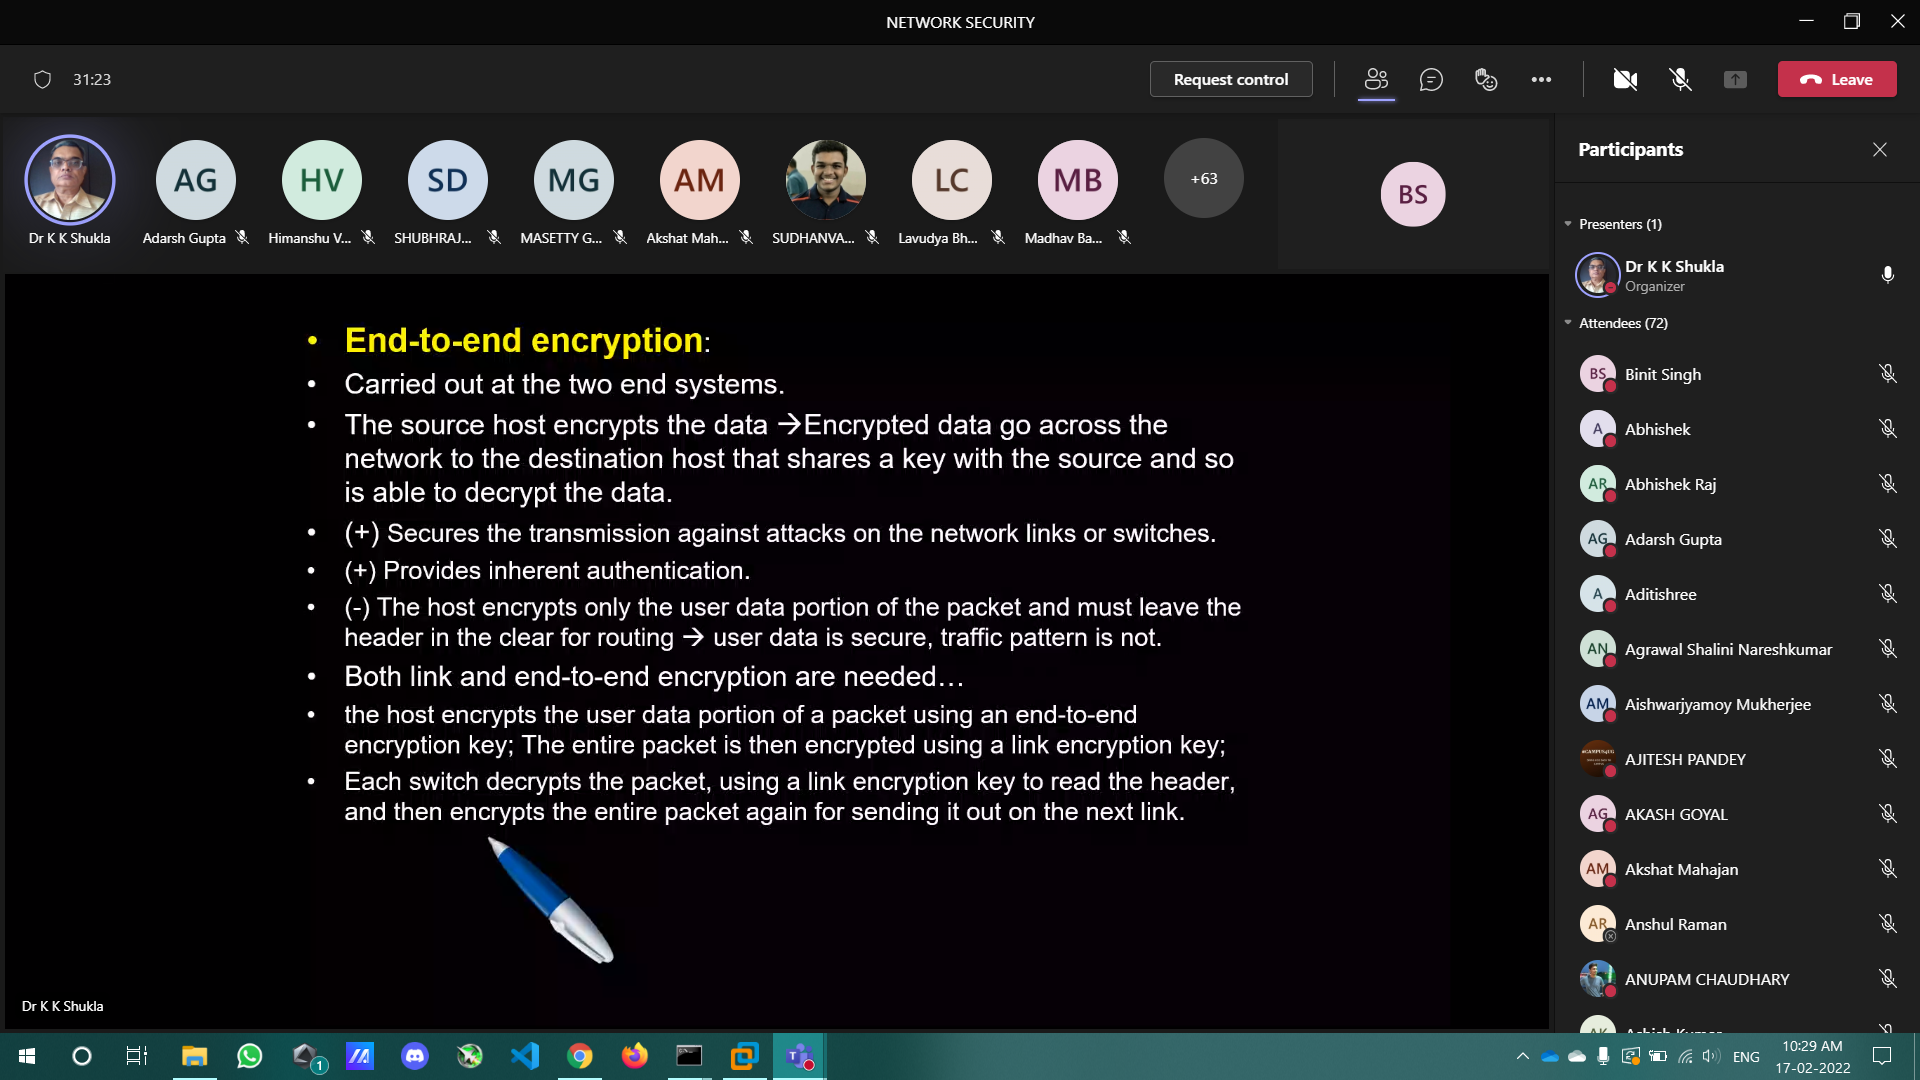 NETWORK SECURITY
31:23
Request control
Leave
Dr K K Shukla
AG
Adarsh Gupta
HV
Himanshu V...
SD
SHUBHRAJ...
MG
MASETTY G...
AM
Akshat Mah...
SUDHANVA...
LC
Lavudya Bh...
MB
Madhav Ba...
+63
BS
• End-to-end encryption:
• Carried out at the two end systems.
• The source host encrypts the data →Encrypted data go across the
network to the destination host that shares a key with the source and so
is able to decrypt the data.
• (+) Secures the transmission against attacks on the network links or switches.
• (+) Provides inherent authentication.
• (-) The host encrypts only the user data portion of the packet and must leave the
header in the clear for routing → user data is secure, traffic pattern is not.
• Both link and end-to-end encryption are needed…
• the host encrypts the user data portion of a packet using an end-to-end
encryption key; The entire packet is then encrypted using a link encryption key;
• Each switch decrypts the packet, using a link encryption key to read the header,
and then encrypts the entire packet again for sending it out on the next link.
Dr K K Shukla
Participants
Presenters (1)
Dr K K Shukla
Organizer
Attendees (72)
BS Binit Singh
A Abhishek
AR Abhishek Raj
AG Adarsh Gupta
A Aditishree
AN Agrawal Shalini Nareshkumar
AM Aishwarjyamoy Mukherjee
AJITESH PANDEY
AG AKASH GOYAL
AM Akshat Mahajan
AR Anshul Raman
ANUPAM CHAUDHARY
1
ENG
10:29 AM
17-02-2022